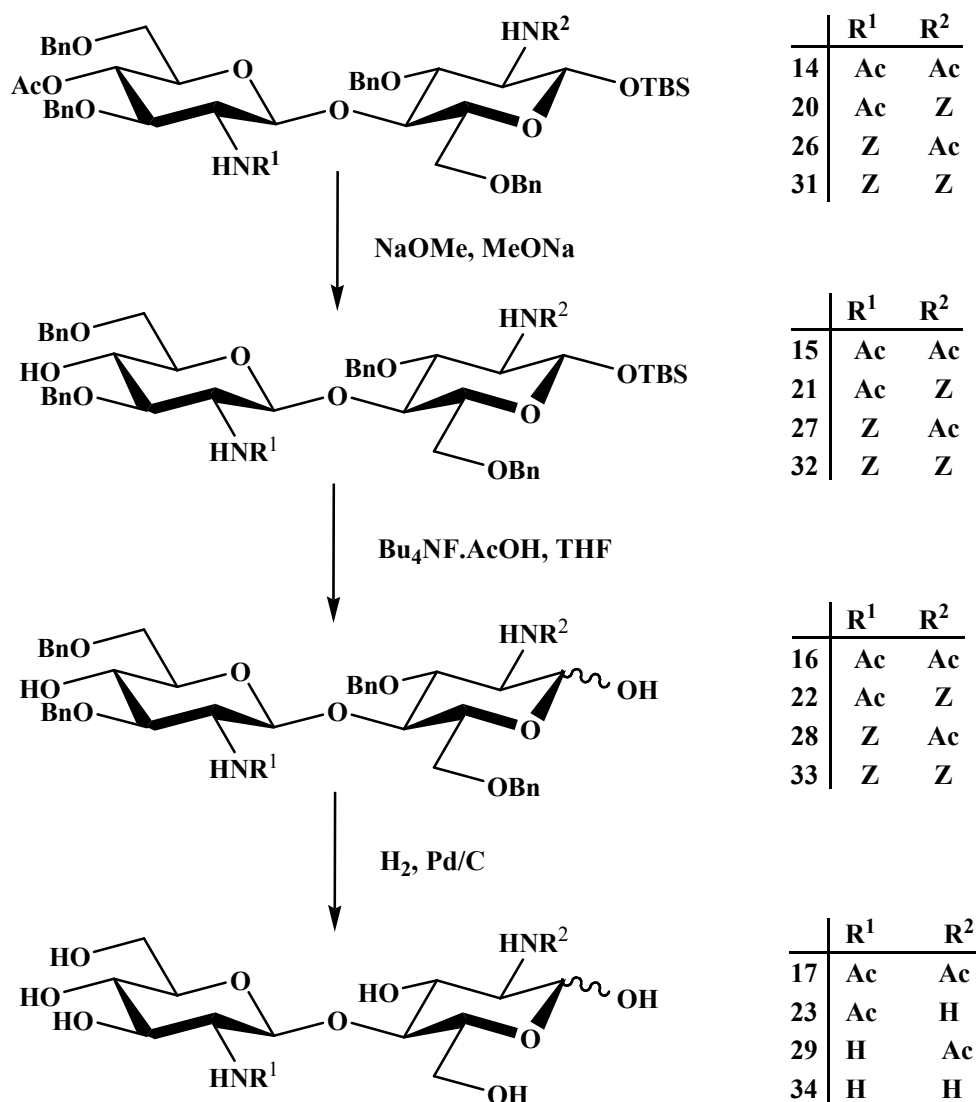 R¹ R²
BnO
AcO
BnO
O
HNR¹
O
BnO
HNR²
O
OTBS
OBn
14 Ac Ac
20 Ac Z
26 Z Ac
31 Z Z
NaOMe, MeONa
R¹ R²
BnO
HO
BnO
O
HNR¹
O
BnO
HNR²
O
OTBS
OBn
15 Ac Ac
21 Ac Z
27 Z Ac
32 Z Z
Bu₄NF.AcOH, THF
R¹ R²
BnO
HO
BnO
O
HNR¹
O
BnO
HNR²
O
OH
OBn
16 Ac Ac
22 Ac Z
28 Z Ac
33 Z Z
H₂, Pd/C
R¹ R²
HO
HO
HO
O
HNR¹
O
HO
HNR²
O
OH
OH
17 Ac Ac
23 Ac H
29 H Ac
34 H H